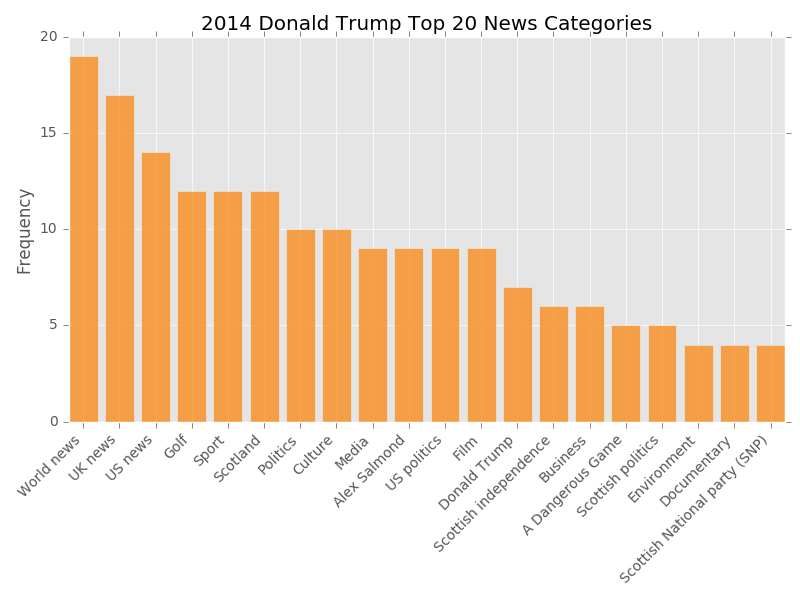 2014 Donald Trump Top 20 News Categories
20
15
10
5
0
Frequency
World news
UK news
US news
Golf
Sport
Scotland
Politics
Culture
Media
Alex Salmond
US politics
Film
Donald Trump
Scottish independence
Business
A Dangerous Game
Scottish politics
Environment
Documentary
Scottish National party (SNP)